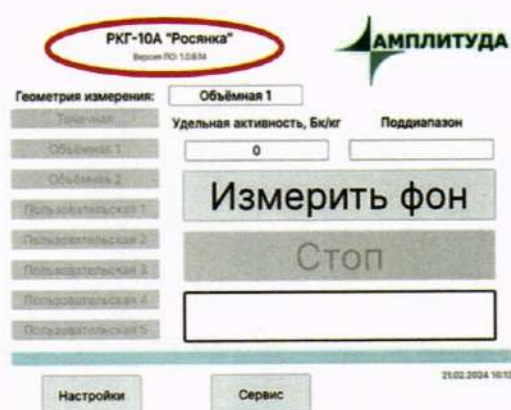 РКГ-10А "Росянка"
Версия ПО: 1.0.8.14
АМПЛИТУДА
Геометрия измерения:
Объёмная 1
Точечная
Объёмная 1
Объёмная 2
Пользовательская 1
Пользовательская 2
Пользовательская 3
Пользовательская 4
Пользовательская 5
Удельная активность, Бк/кг
Поддиапазон
0
Измерить фон
Стоп
21.02.2024
Настройки
Сервис